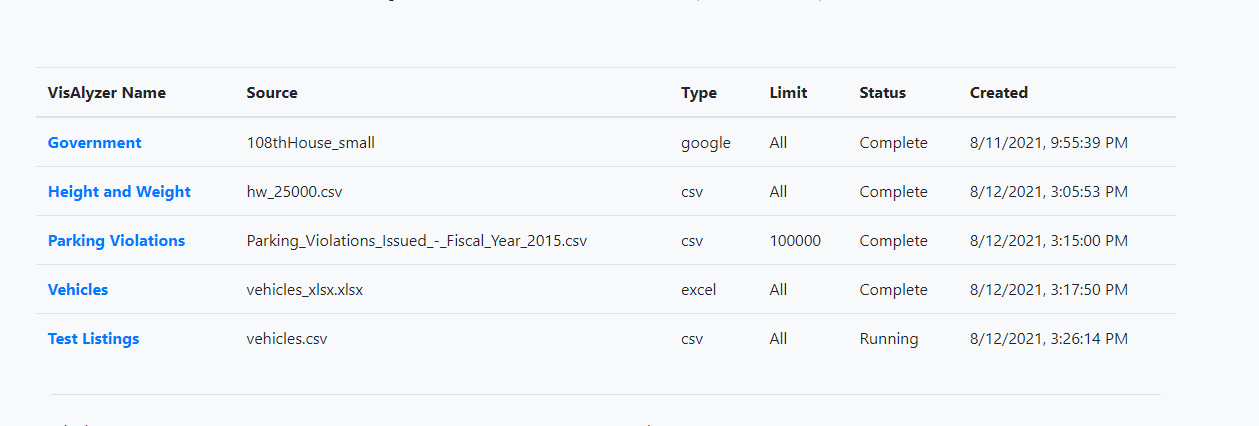 VisAlyzer Name Source Type Limit Status Created
Government 108thHouse_small google All Complete 8/11/2021, 9:55:39 PM
Height and Weight hw_25000.csv csv All Complete 8/12/2021, 3:05:53 PM
Parking Violations Parking_Violations_Issued_-_Fiscal_Year_2015.csv csv 100000 Complete 8/12/2021, 3:15:00 PM
Vehicles vehicles_xlsx.xlsx excel All Complete 8/12/2021, 3:17:50 PM
Test Listings vehicles.csv csv All Running 8/12/2021, 3:26:14 PM